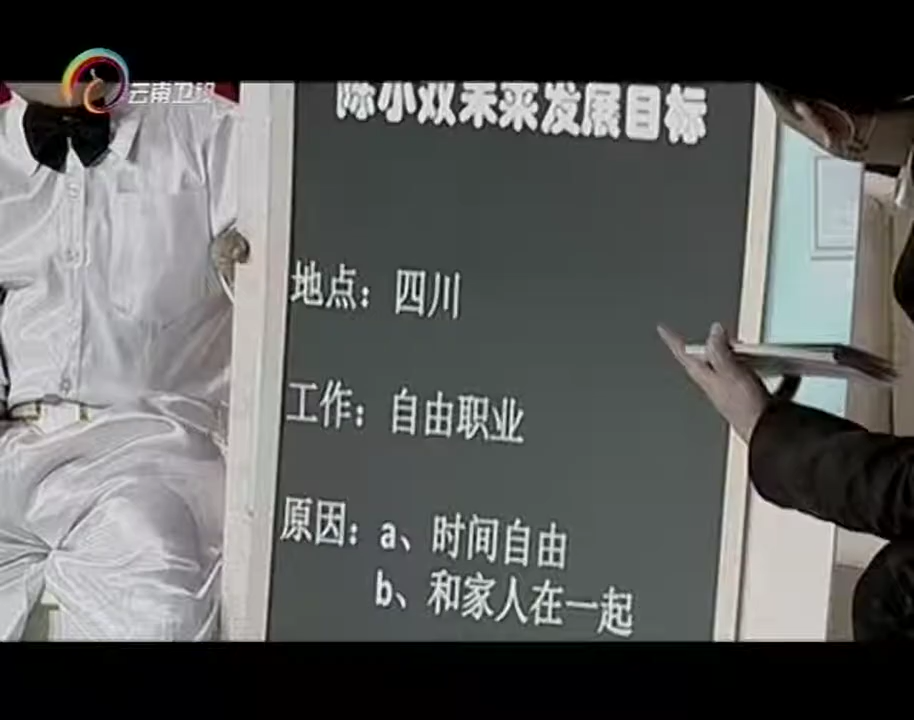 云南卫视
陈小双未来发展目标
地点：四川
工作：自由职业
原因：a、时间自由
b、和家人在一起